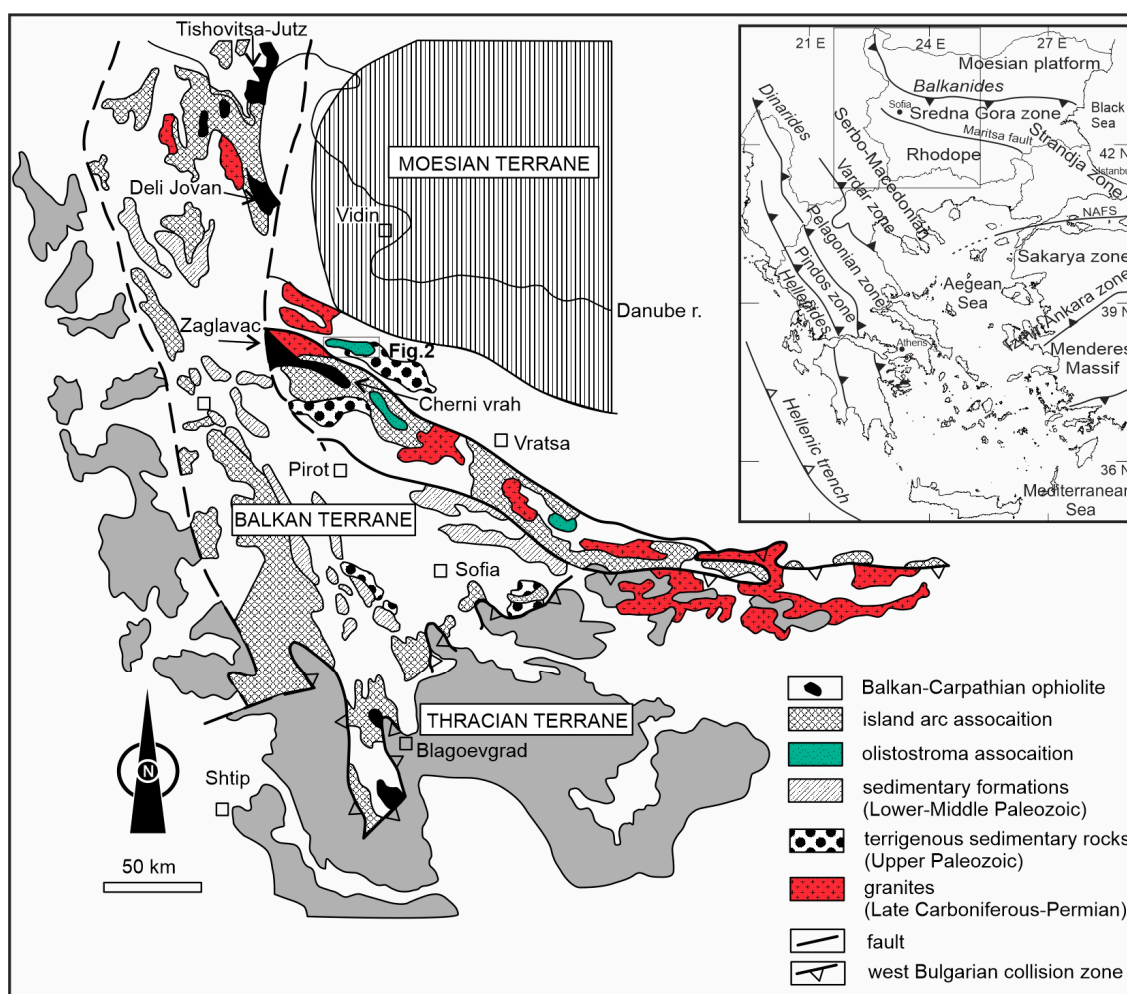 Tishovitsa-Jutz
MOESIAN TERRANE
Deli Jovan
Vidin
Danube r.
Zaglavac
Fig.2
Cherni vrah
Vratsa
Pirot
BALKAN TERRANE
Sofia
THRACIAN TERRANE
Blagoevgrad
Shtip
N
50 km
21 E
24 E
27 E
Moesian platform
Balkanides
Dinarides
Sofia
Sredna Gora zone
Black
Sea
Maritsa fault
Strandja zone
Serbo-Macedonian
Rhodope
42 N
Istanbul
Vardar zone
NAFS
Pelagonian zone
Sakarya zone
Pindos zone
Aegean
Sea
Hellenides
39 N
Ankara zone
Athens
Menderes
Massif
Hellenic trench
36 N
Mediterranean
Sea
Balkan-Carpathian ophiolite
island arc assocaition
olistostroma assocaition
sedimentary formations
(Lower-Middle Paleozoic)
terrigenous sedimentary rocks
(Upper Paleozoic)
granites
(Late Carboniferous-Permian)
fault
west Bulgarian collision zone